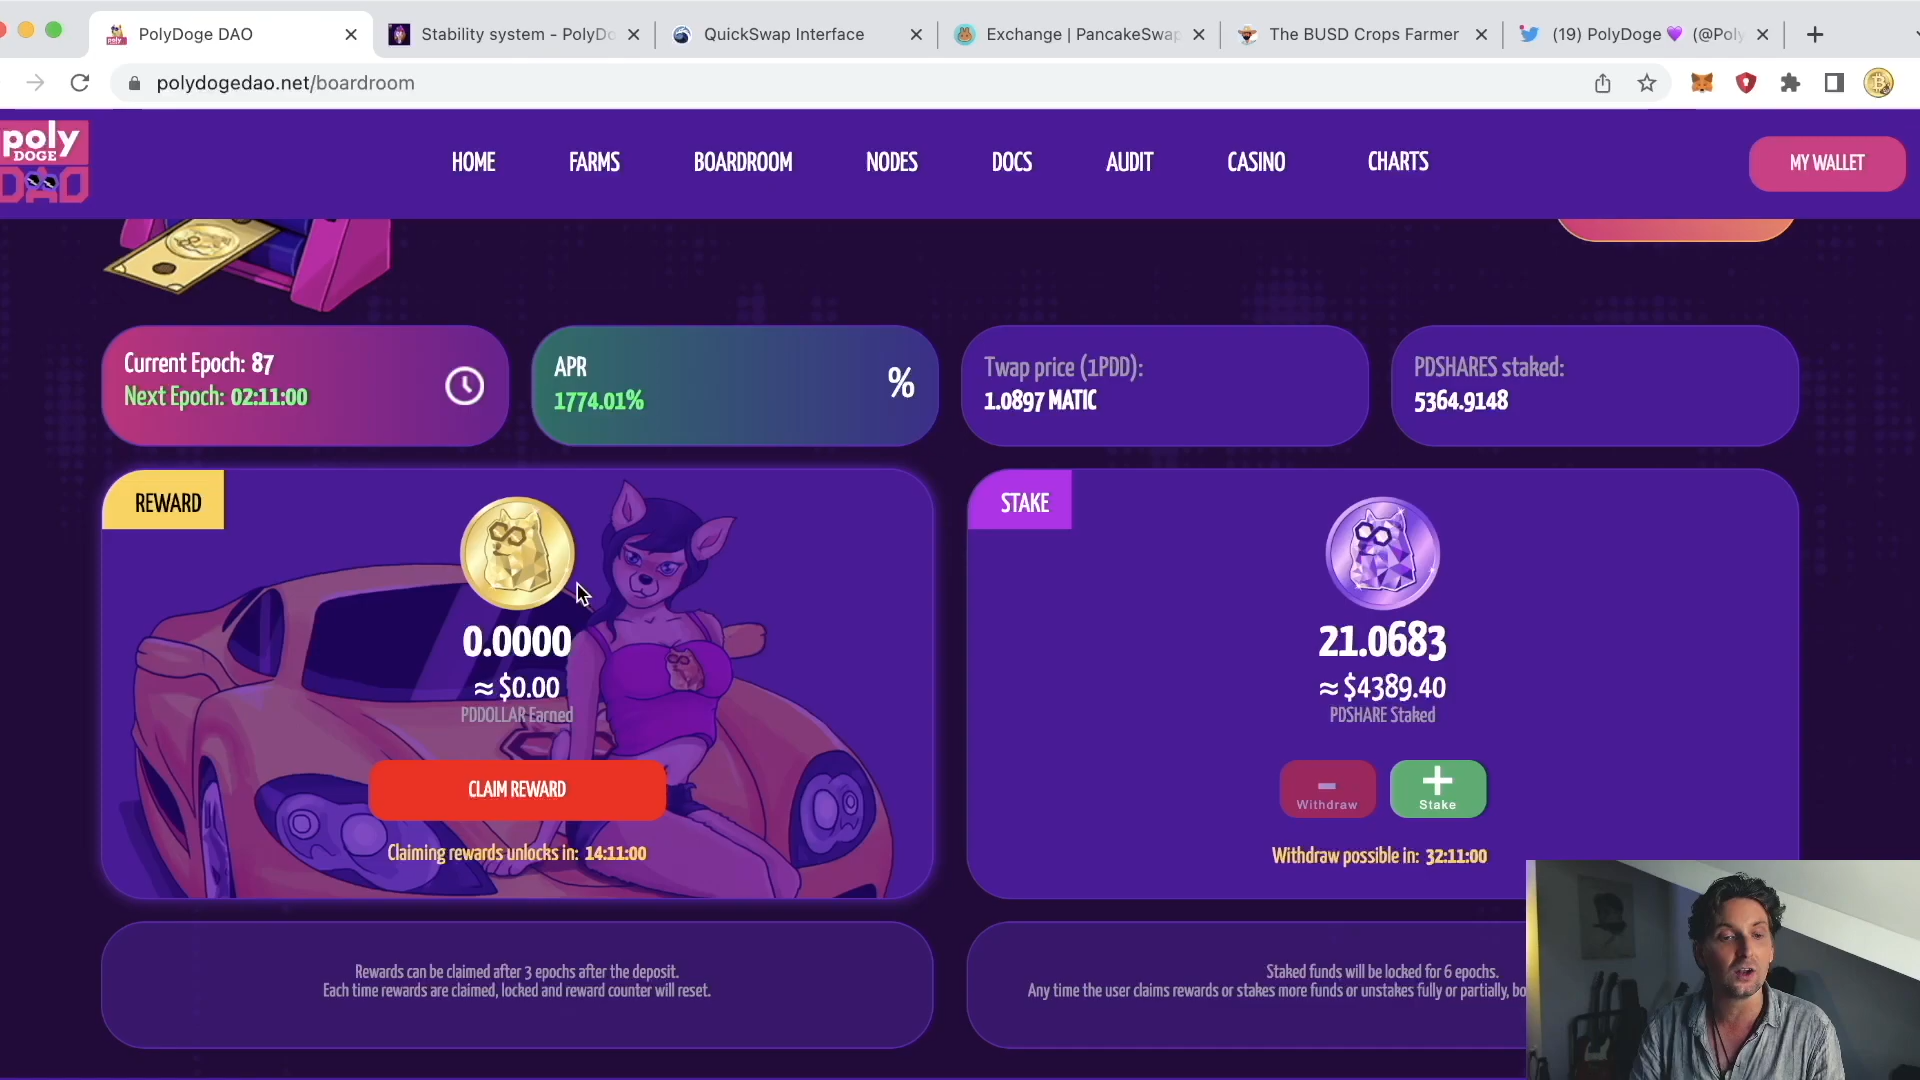 PolyDoge DAO
Stability system - PolyDo
QuickSwap Interface
Exchange | PancakeSwap
The BUSD Crops Farmer
(19) PolyDoge 💜 (@Poly
polydogedao.net/boardroom
poly
DOGE
DAO
HOME
FARMS
BOARDROOM
NODES
DOCS
AUDIT
CASINO
CHARTS
MY WALLET
Current Epoch: 87
Next Epoch: 02:11:00
APR
1774.01%
%
Twap price (1PDD):
1.0897 MATIC
PDSHARES staked:
5364.9148
REWARD
0.0000
≈ $0.00
PDDOLLAR Earned
CLAIM REWARD
Claiming rewards unlocks in: 14:11:00
STAKE
21.0683
≈ $4389.40
PDSHARE Staked
-
Withdraw
+
Stake
Withdraw possible in: 32:11:00
Rewards can be claimed after 3 epochs after the deposit.
Each time rewards are claimed, locked and reward counter will reset.
Staked funds will be locked for 6 epochs.
Any time the user claims rewards or stakes more funds or unstakes fully or partially, bo